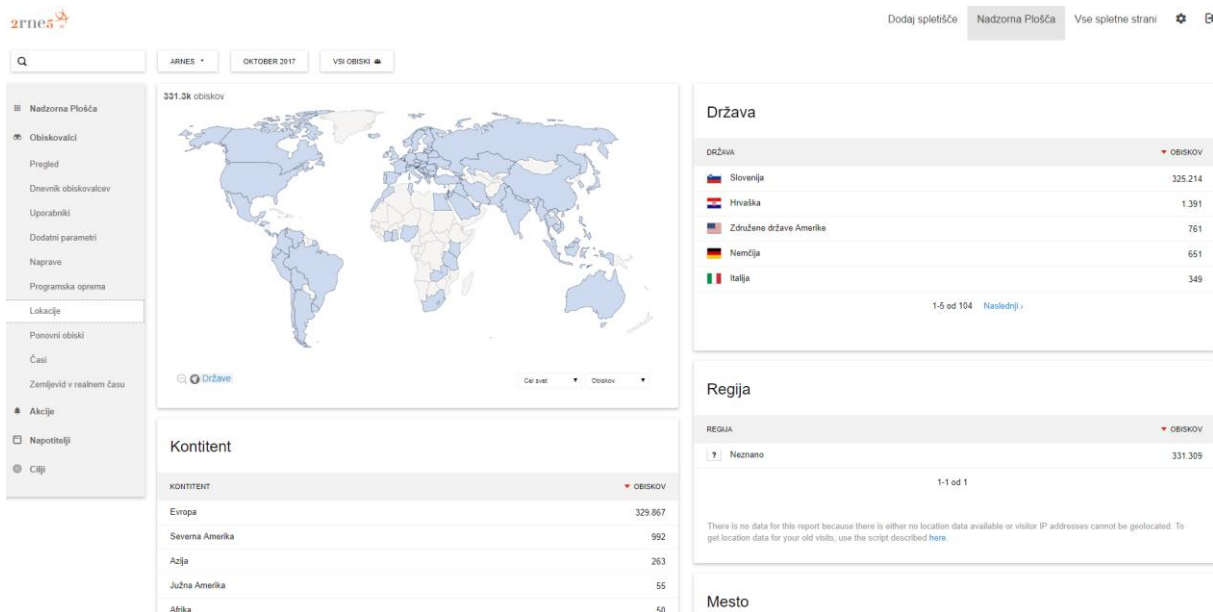 arnes
Dodaj spletišče
Nadzorna Plošča
Vse spletne strani
ARNES
OKTOBER 2017
VSI OBISKI
Nadzorna Plošča
Obiskovalci
Pregled
Dnevnik obiskovalcev
Uporabniki
Dodatni parametri
Naprave
Programska oprema
Lokacije
Ponovni obiski
Časi
Zemljevid v realnem času
Akcije
Napotitelji
Cilji
331.3k obiskov
Države
Cel svet
Obiskov
Kontitent
KONTITENT OBISKOV
Evropa 329.867
Severna Amerika 992
Azija 263
Južna Amerika 55
Afrika 50
Država
DRŽAVA OBISKOV
Slovenija 325.214
Hrvaška 1.391
Združene države Amerike 761
Nemčija 651
Italija 349
1-5 od 104 Naslednji ›
Regija
REGIJA OBISKOV
? Neznano 331.309
1-1 od 1
There is no data for this report because there is either no location data available or visitor IP addresses cannot be geolocated. To
get location data for your old visits, use the script described here.
Mesto